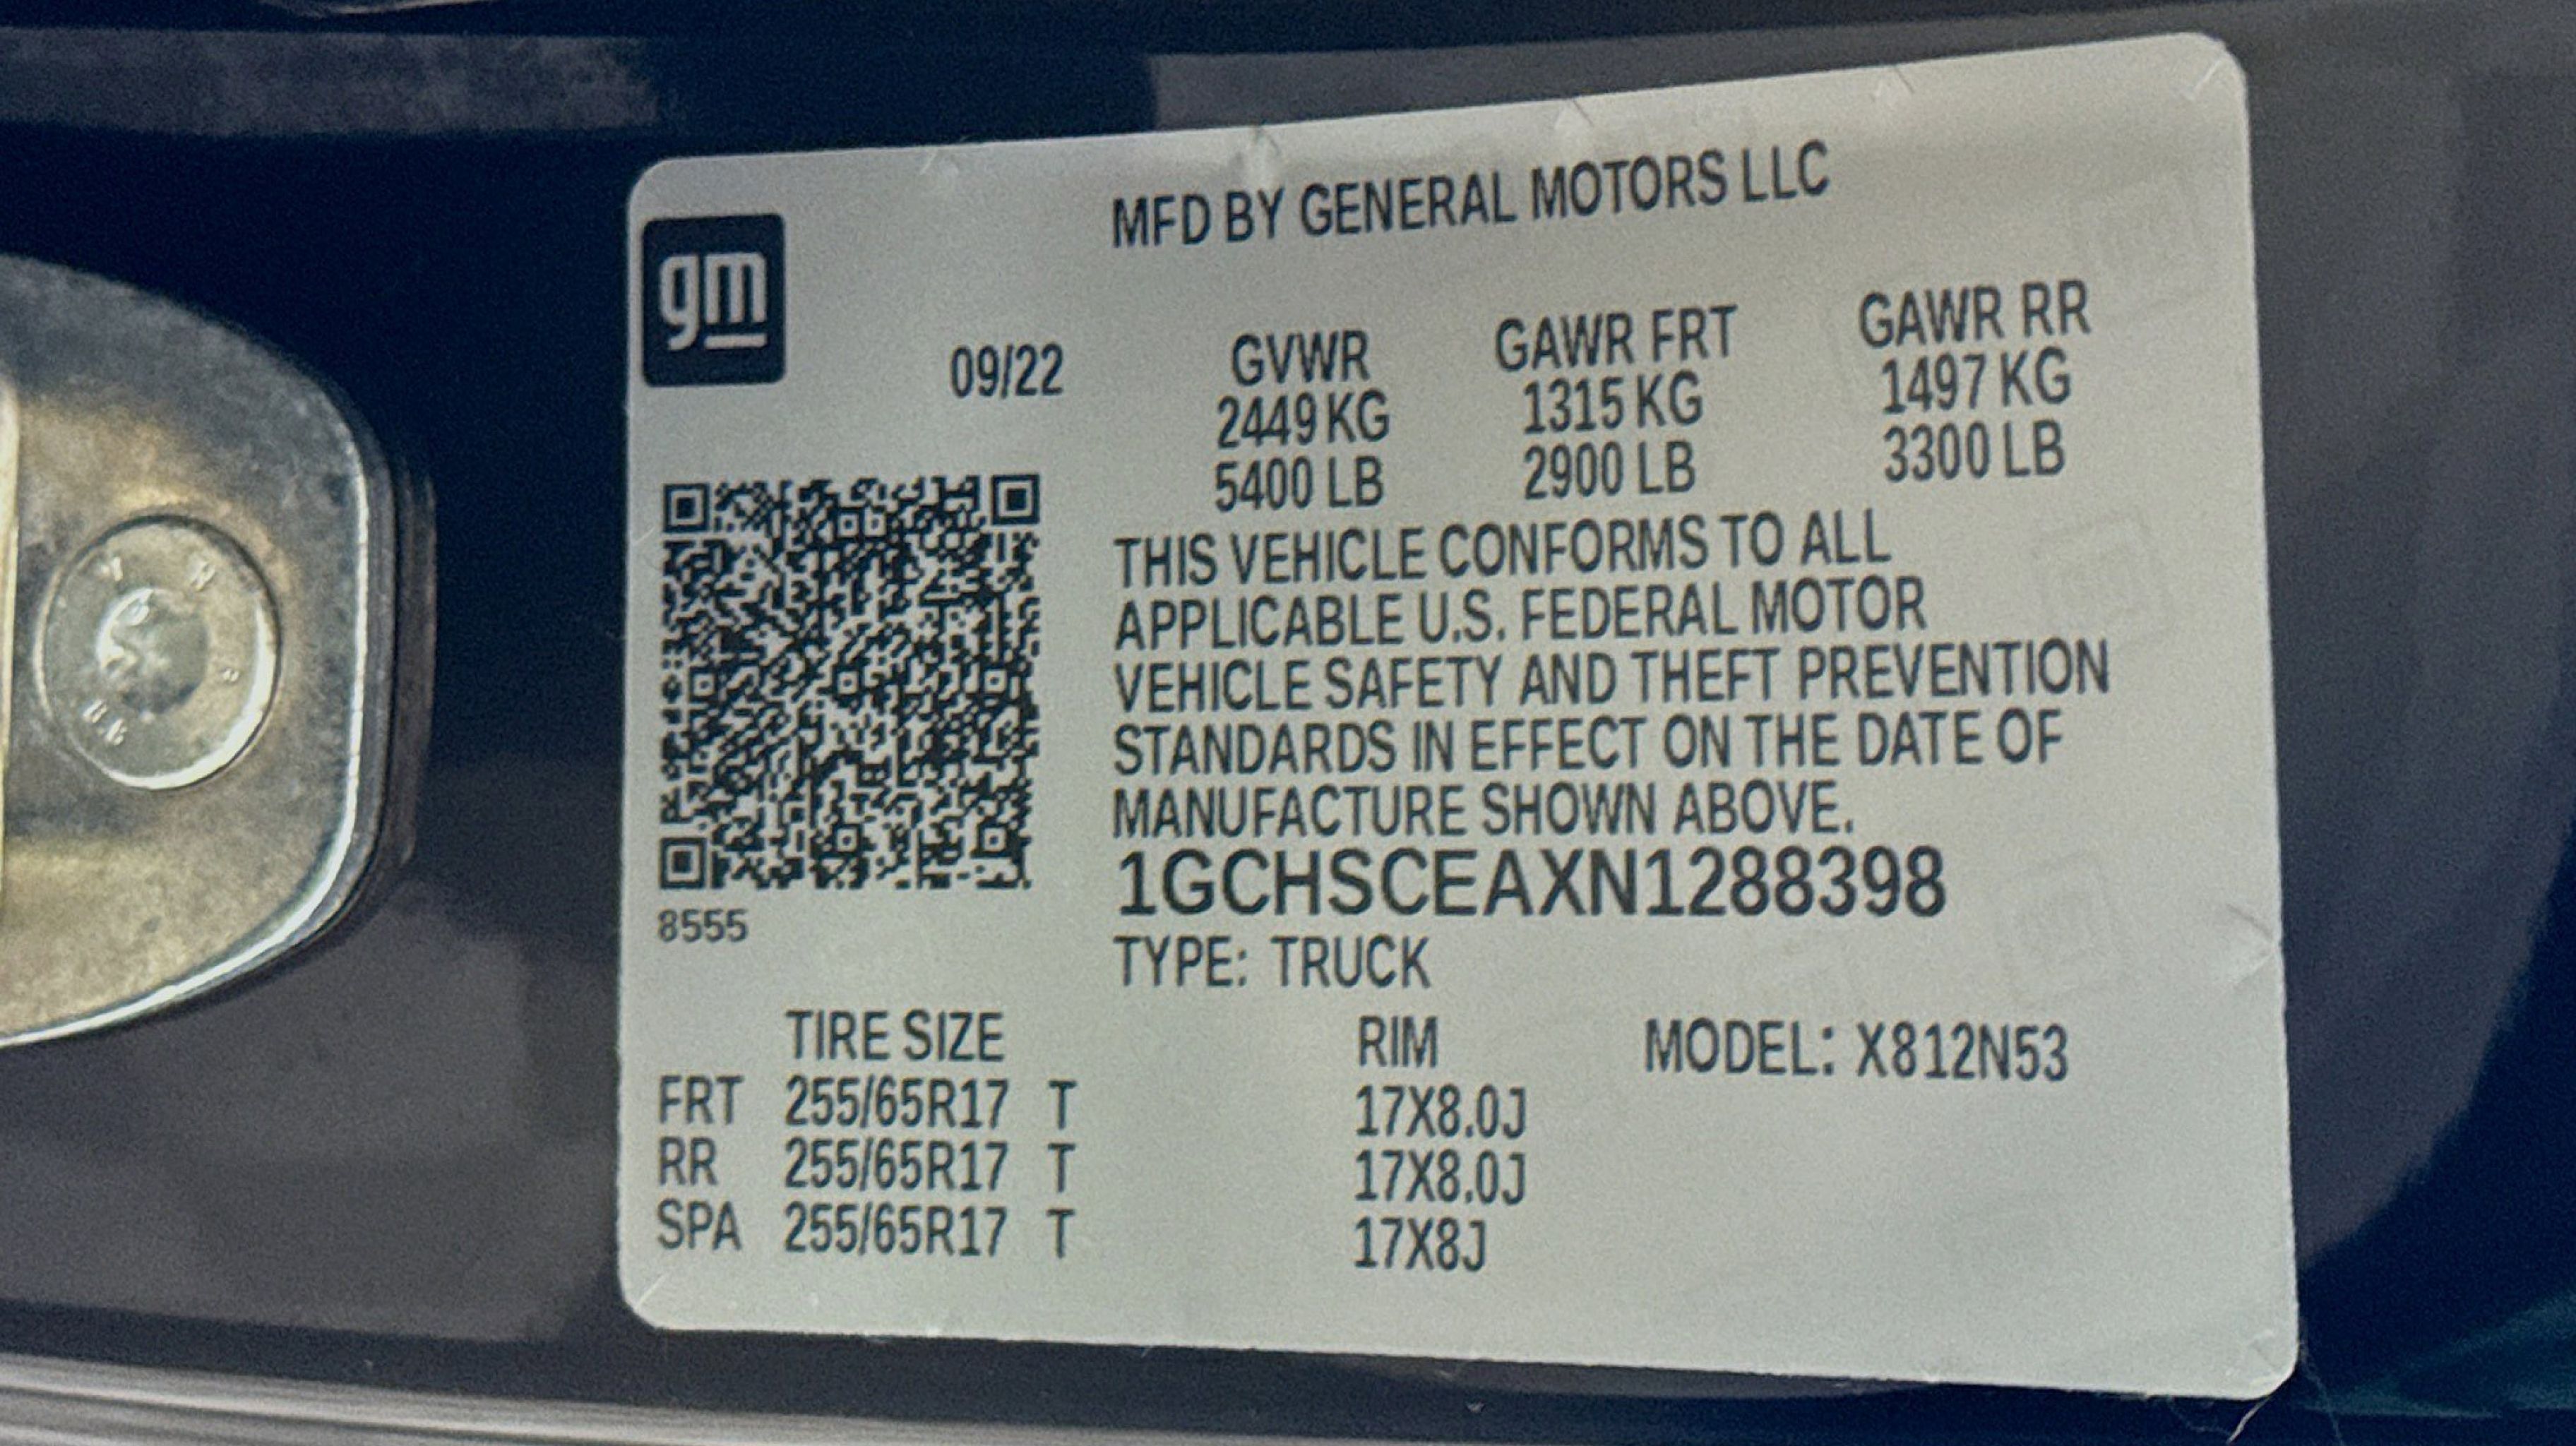 MFD BY GENERAL MOTORS LLC
gm
09/22
GVWR GAWR FRT GAWR RR
2449 KG 1315 KG 1497 KG
5400 LB 2900 LB 3300 LB
THIS VEHICLE CONFORMS TO ALL
APPLICABLE U.S. FEDERAL MOTOR
VEHICLE SAFETY AND THEFT PREVENTION
STANDARDS IN EFFECT ON THE DATE OF
MANUFACTURE SHOWN ABOVE.
1GCHSCEAXN1288398
8555
TYPE: TRUCK
TIRE SIZE RIM MODEL: X812N53
FRT 255/65R17 T 17X8.0J
RR 255/65R17 T 17X8.0J
SPA 255/65R17 T 17X8J